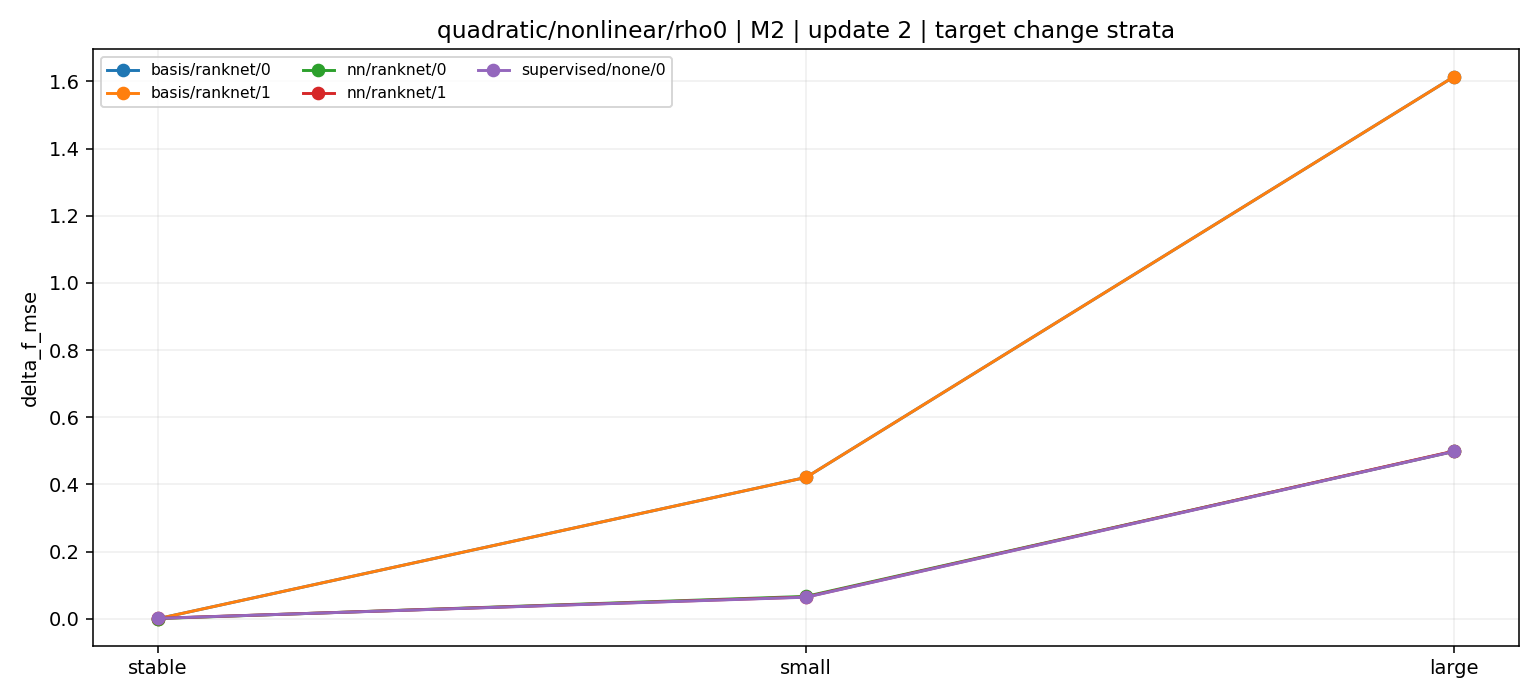 quadratic/nonlinear/rho0 | M2 | update 2 | target change strata
basis/ranknet/0
basis/ranknet/1
nn/ranknet/0
nn/ranknet/1
supervised/none/0
delta_f_mse
1.6
1.4
1.2
1.0
0.8
0.6
0.4
0.2
0.0
stable
small
large